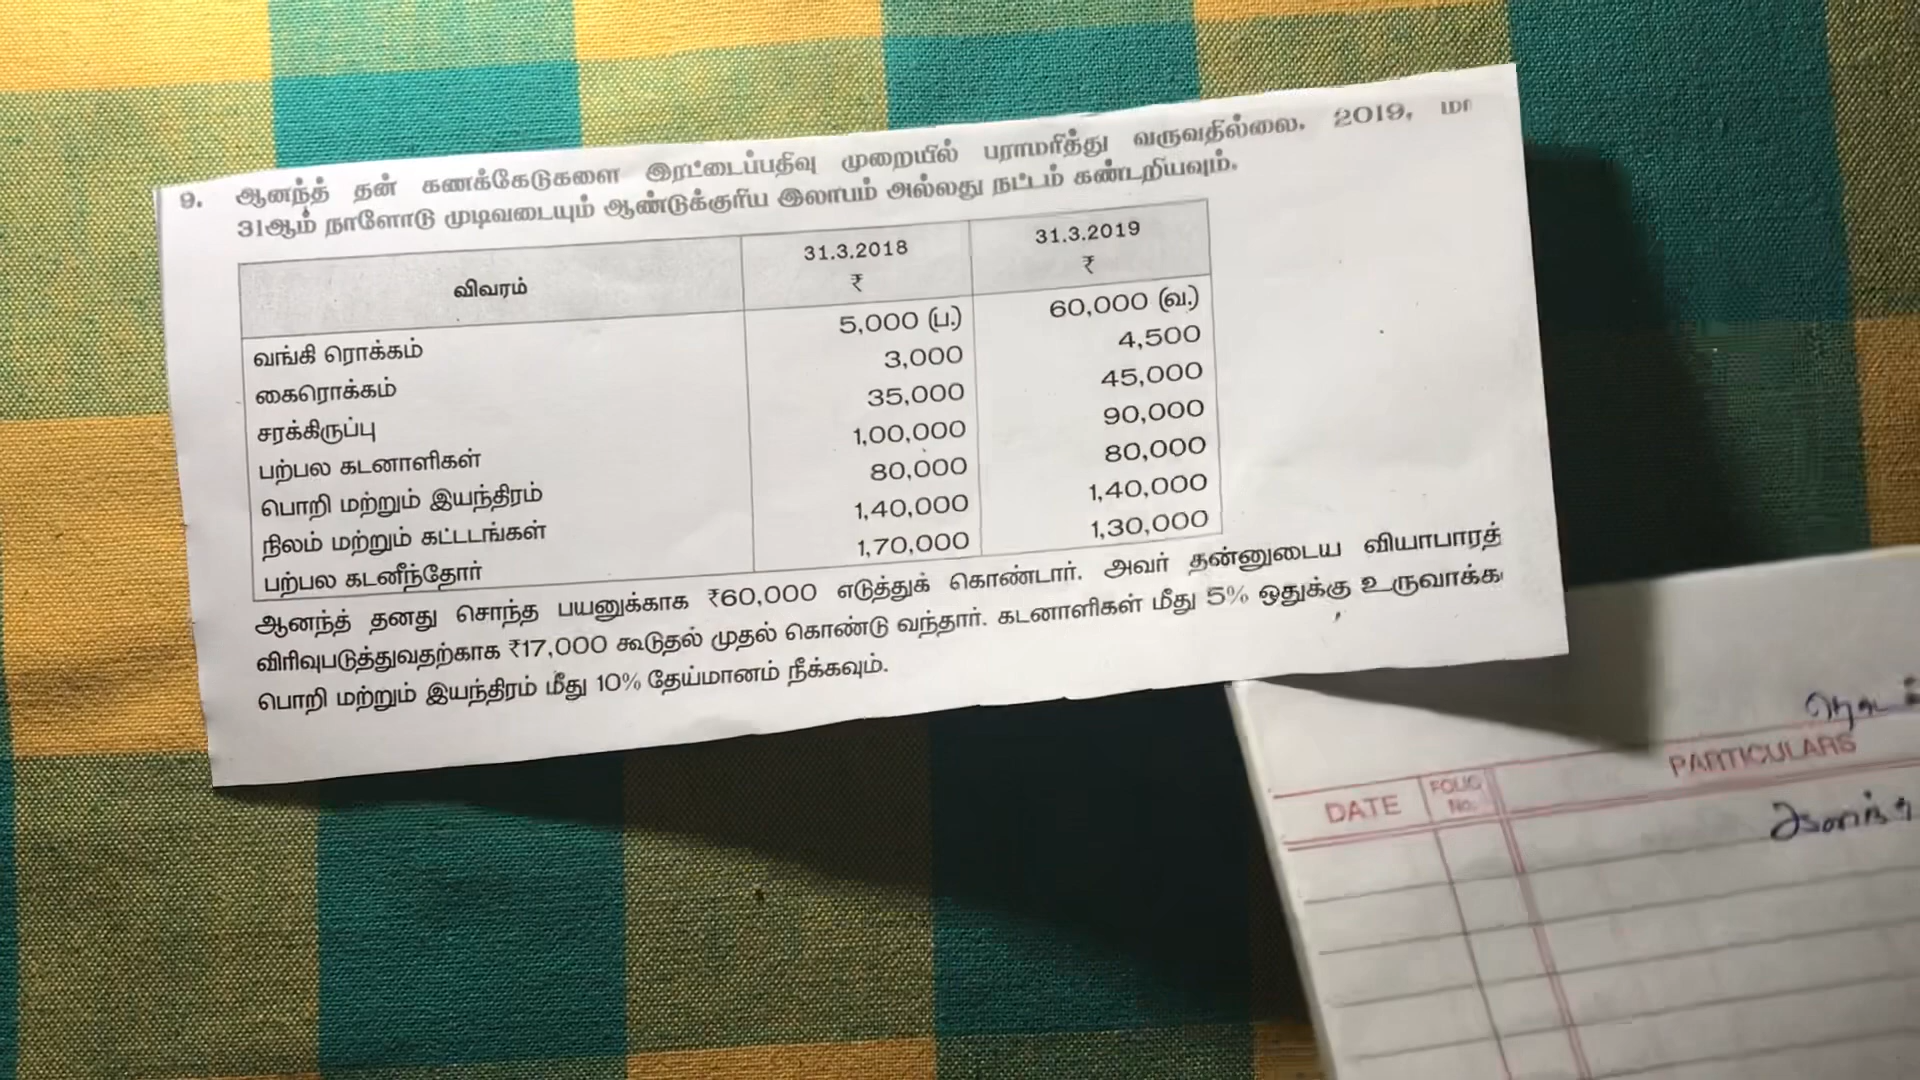 9. ஆனந்த் தன் கணக்கேடுகளை இரட்டைப்பதிவு முறையில் பராமரித்து வருவதில்லை. 2019, மா
31ஆம் நாளோடு முடிவடையும் ஆண்டுக்குரிய இலாபம் அல்லது நட்டம் கண்டறியவும்.
விவரம் 31.3.2018 ₹ 31.3.2019 ₹
வங்கி ரொக்கம் 5,000 (ப.) 60,000 (வ.)
கைரொக்கம் 3,000 4,500
சரக்கிருப்பு 35,000 45,000
பற்பல கடனாளிகள் 1,00,000 90,000
பொறி மற்றும் இயந்திரம் 80,000 80,000
நிலம் மற்றும் கட்டடங்கள் 1,40,000 1,40,000
பற்பல கடனீந்தோர் 1,70,000 1,30,000
ஆனந்த் தனது சொந்த பயனுக்காக ₹60,000 எடுத்துக் கொண்டார். அவர் தன்னுடைய வியாபாரத்
விரிவுபடுத்துவதற்காக ₹17,000 கூடுதல் முதல் கொண்டு வந்தார். கடனாளிகள் மீது 5% ஒதுக்கு உருவாக்க
பொறி மற்றும் இயந்திரம் மீது 10% தேய்மானம் நீக்கவும்.
DATE FOLIO No. PARTICULARS